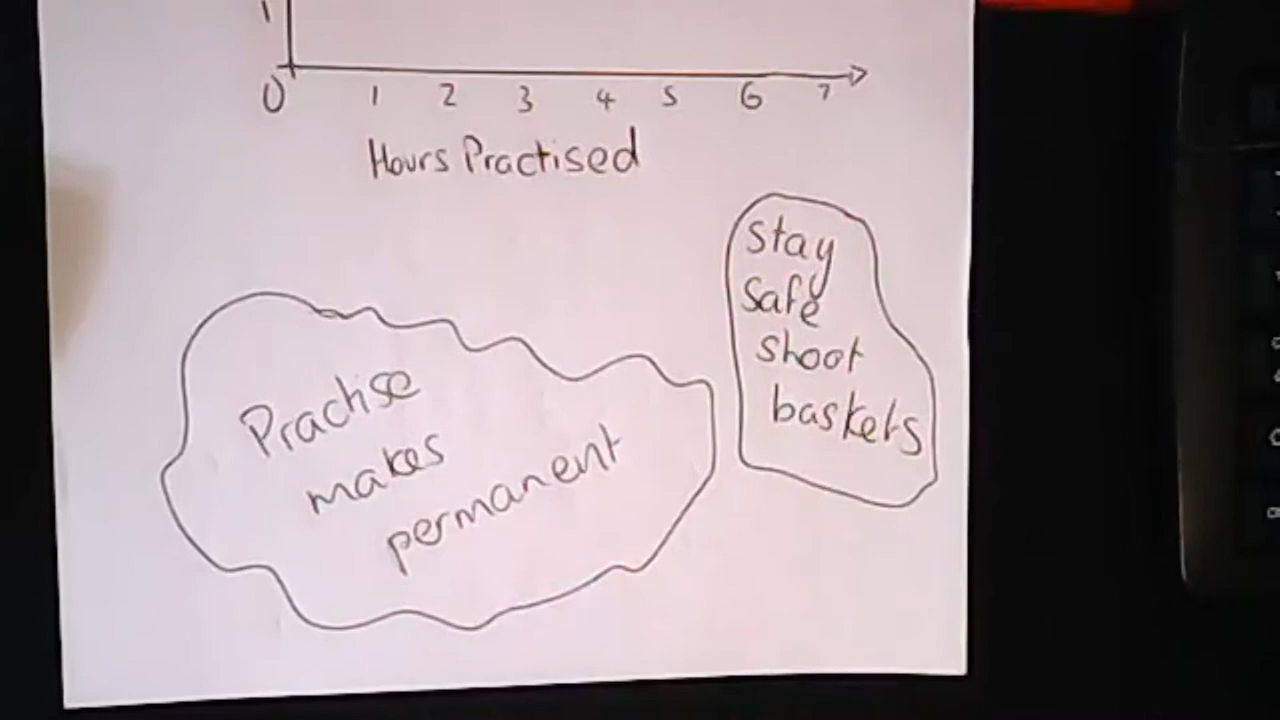 1
0 1 2 3 4 5 6 7
Hours Practised
stay
safe
shoot
baskets
Practise
makes
permanent